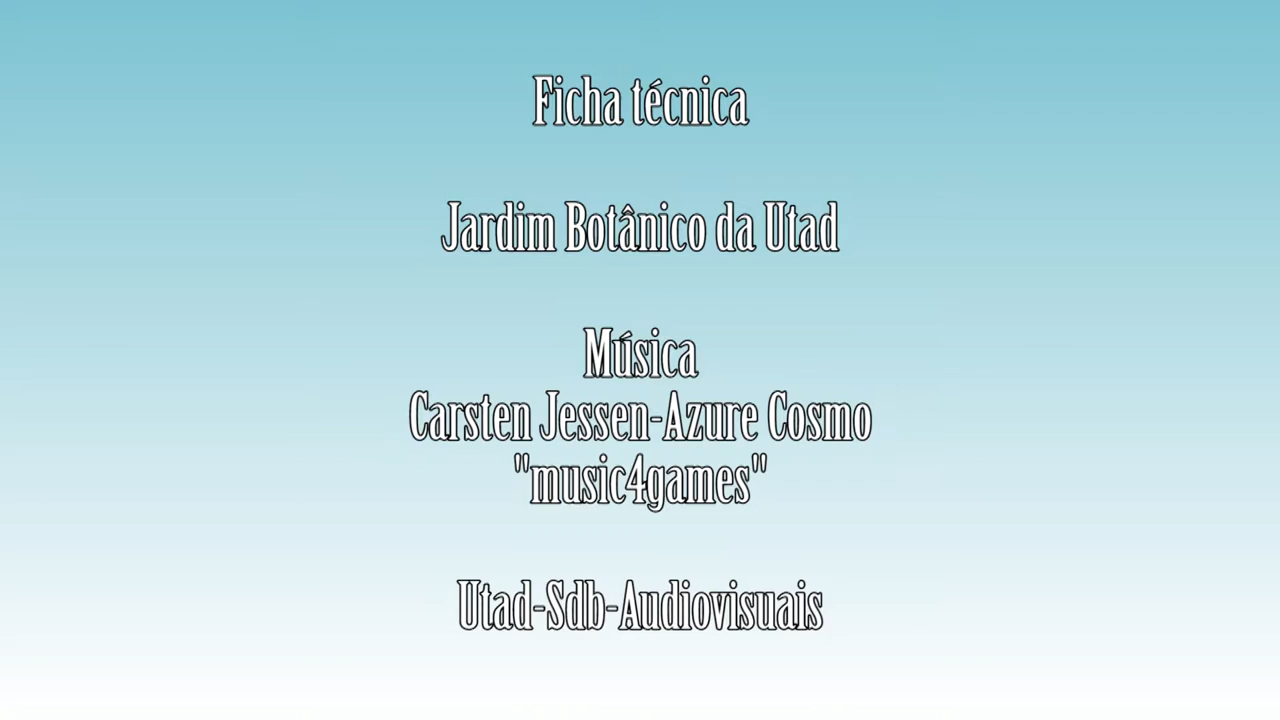 Ficha técnica
Jardim Botânico da Utad
Música
Carsten Jessen-Azure Cosmo
"music4games"
Utad-Sdb-Audiovisuais